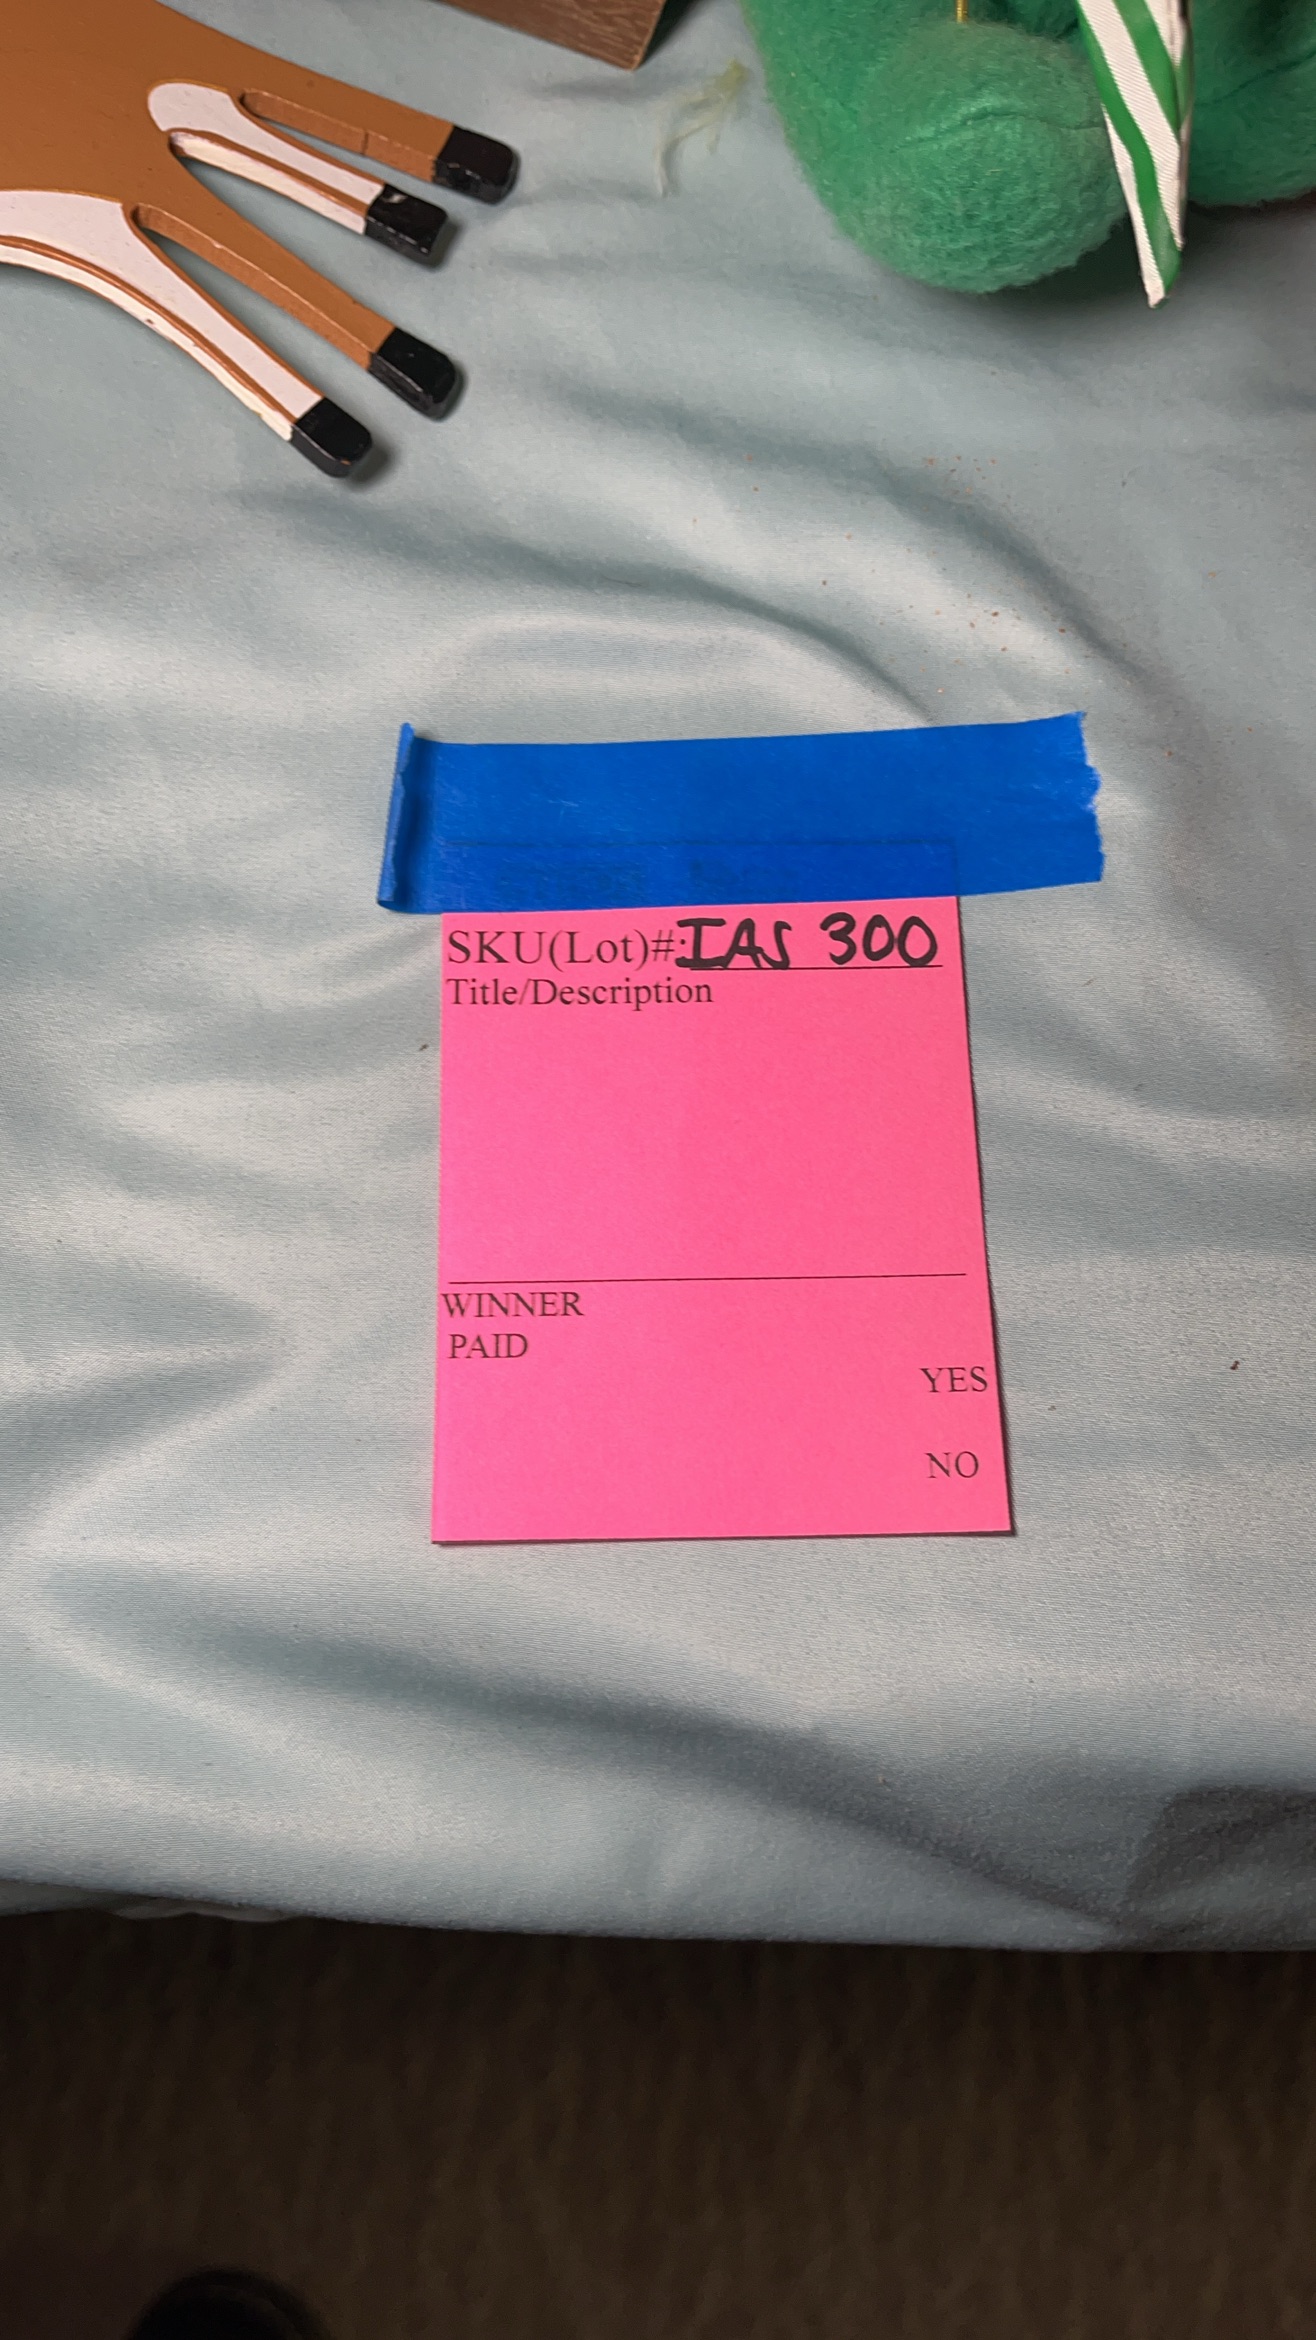 SKU(Lot)#: IAS 300
Title/Description
WINNER
PAID
YES
NO